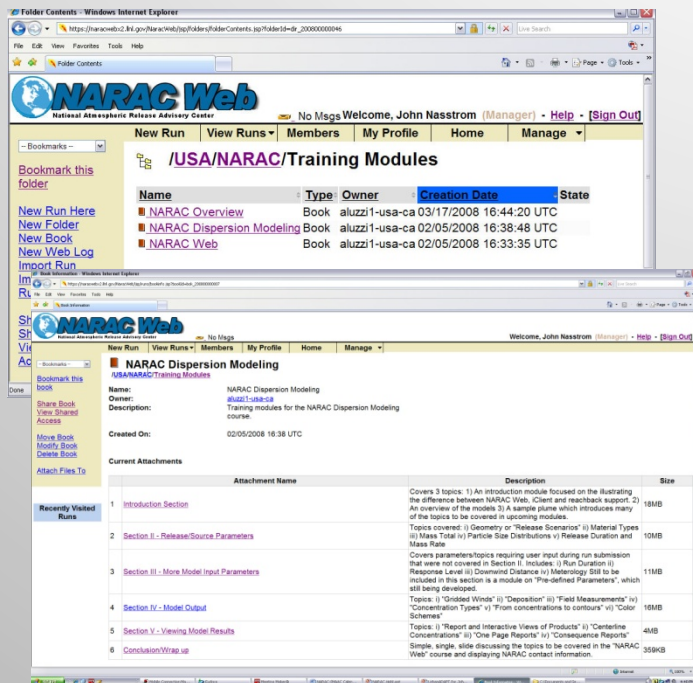 Folder Contents - Windows Internet Explorer
https://naracwebx2.llnl.gov/NaracWeb/jsp/folders/folderContents.jsp?folderId=dir_200800000046
Live Search
File Edit View Favorites Tools Help
Folder Contents
Page Tools
NARAC Web
National Atmospheric Release Advisory Center
No Msgs Welcome, John Nasstrom (Manager) - Help - [Sign Out]
New Run View Runs Members My Profile Home Manage
-- Bookmarks --
Bookmark this
folder
New Run Here
New Folder
New Book
New Web Log
Import Run
/USA/NARAC/Training Modules
Name Type Owner Creation Date State
NARAC Overview Book aluzzi1-usa-ca 03/17/2008 16:44:20 UTC
NARAC Dispersion Modeling Book aluzzi1-usa-ca 02/05/2008 16:38:48 UTC
NARAC Web Book aluzzi1-usa-ca 02/05/2008 16:33:35 UTC
Done
Book Information - Windows Internet Explorer
File Edit View Favorites Tools Help
Book Information
NARAC Web
National Atmospheric Release Advisory Center
No Msgs
Welcome, John Nasstrom (Manager) - Help - [Sign Out]
New Run View Runs Members My Profile Home Manage
-- Bookmarks --
Bookmark this
book
Share Book
View Shared
Access
Move Book
Modify Book
Delete Book
Attach Files To
Recently Visited
Runs
NARAC Dispersion Modeling
/USA/NARAC/Training Modules
Name: NARAC Dispersion Modeling
Owner: aluzzi1-usa-ca
Description: Training modules for the NARAC Dispersion Modeling
course.
Created On: 02/05/2008 16:38 UTC
Current Attachments
Attachment Name Description Size
1 Introduction Section Covers 3 topics: 1) An introduction module focused on the illustrating
the difference between NARAC Web, iClient and reachback support. 2)
An overview of the models 3) A sample plume which introduces many
of the topics to be covered in upcoming modules. 18MB
2 Section II - Release/Source Parameters Topics covered: i) Geometry or "Release Scenarios" ii) Material Types
iii) Mass Total iv) Particle Size Distributions v) Release Duration and
Mass Rate 10MB
3 Section III - More Model Input Parameters Covers parameters/topics requiring user input during run submission
that were not covered in Section II. Includes: i) Run Duration ii)
Response Level iii) Downwind Distance iv) Meterology Still to be
included in this section is a module on "Pre-defined Parameters", which
still being developed. 11MB
4 Section IV - Model Output Topics: i) "Gridded Winds" ii) "Deposition" iii) "Field Measurements" iv)
"Concentration Types" v) "From concentrations to contours" vi) "Color
Schemes" 16MB
5 Section V - Viewing Model Results Topics: i) "Report and Interactive Views of Products" ii) "Centerline
Concentrations" iii) "One Page Reports" iv) "Consequence Reports" 4MB
6 Conclusion/Wrap up Simple, single, slide discussing the topics to be covered in the "NARAC
Web" course and displaying NARAC contact information. 359KB
Internet